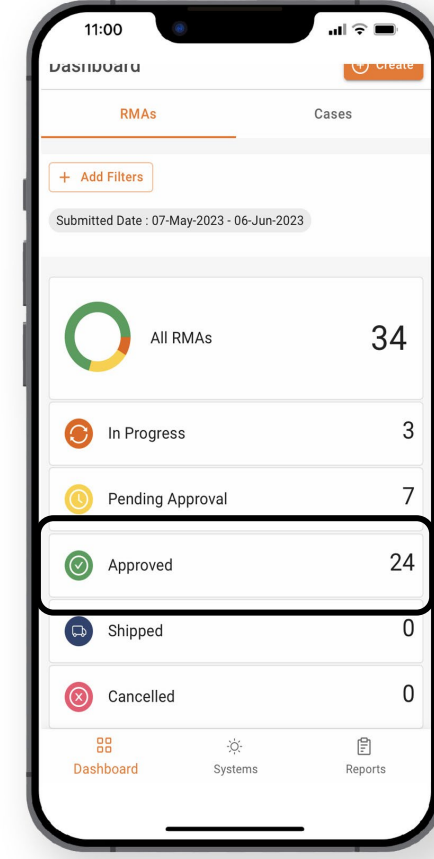 11:00
Dashboard
Create
RMAs
Cases
+ Add Filters
Submitted Date : 07-May-2023 - 06-Jun-2023
All RMAs
34
In Progress
3
Pending Approval
7
Approved
24
Shipped
0
Cancelled
0
Dashboard
Systems
Reports